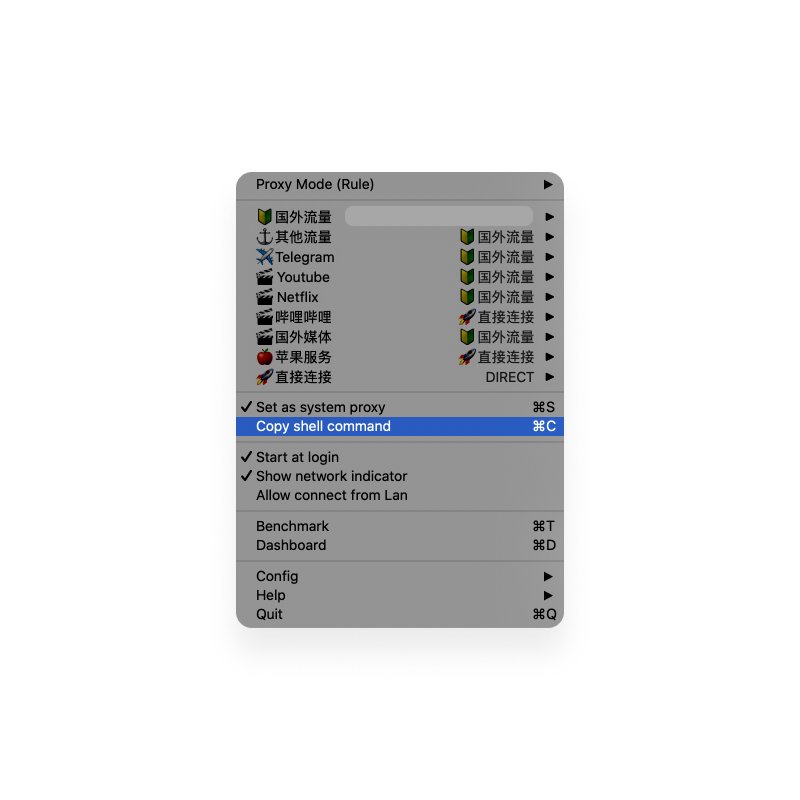 Proxy Mode (Rule) ▶
🔰国外流量 ▶
⚓️其他流量 🔰国外流量 ▶
✈️Telegram 🔰国外流量 ▶
🎬Youtube 🔰国外流量 ▶
🎬Netflix 🔰国外流量 ▶
🎬哔哩哔哩 🚀直接连接 ▶
🎬国外媒体 🔰国外流量 ▶
🍎苹果服务 🚀直接连接 ▶
🚀直接连接 DIRECT ▶
✓ Set as system proxy ⌘S
Copy shell command ⌘C
✓ Start at login
✓ Show network indicator
Allow connect from Lan
Benchmark ⌘T
Dashboard ⌘D
Config ▶
Help ▶
Quit ⌘Q